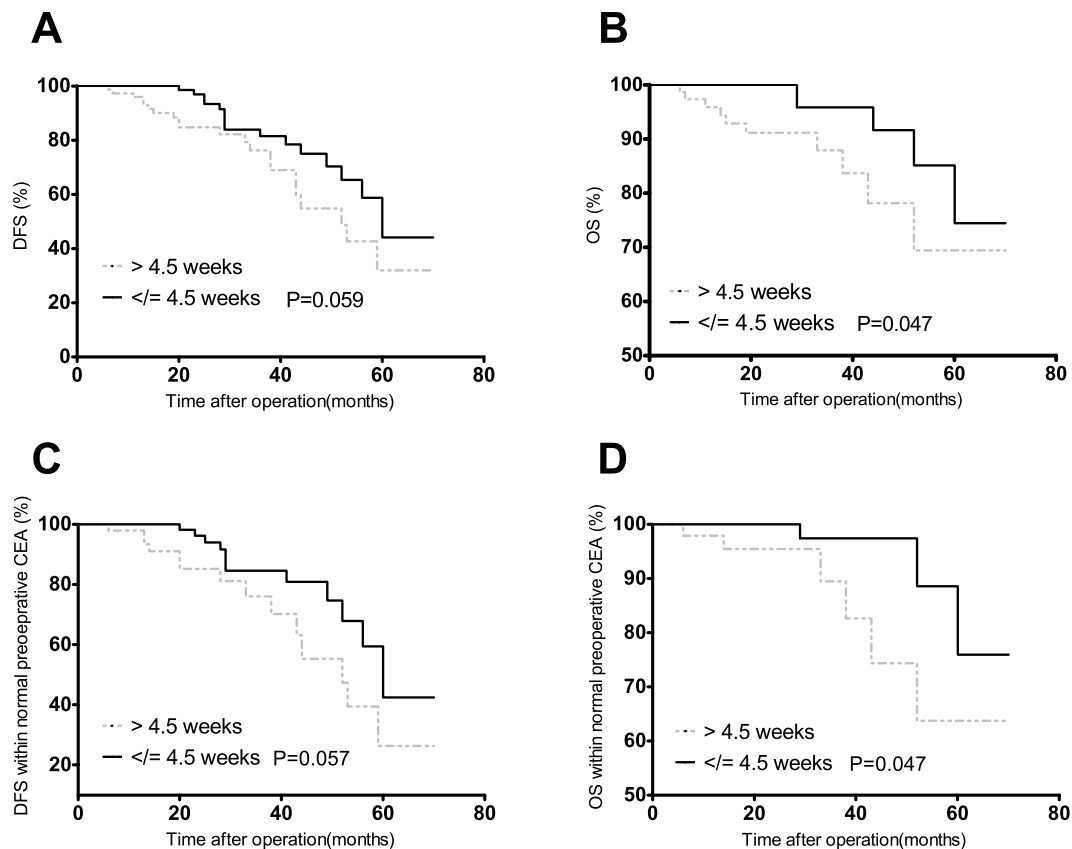 A
100
80
60
40
20
0
DFS (%)
> 4.5 weeks
</= 4.5 weeks P=0.059
0 20 40 60 80
Time after operation(months)
B
100
90
80
70
60
50
OS (%)
> 4.5 weeks
</= 4.5 weeks P=0.047
0 20 40 60 80
Time after operation(months)
C
100
80
60
40
20
DFS within normal preoeprative CEA (%)
> 4.5 weeks
</= 4.5 weeks P=0.057
0 20 40 60 80
Time after operation(months)
D
100
90
80
70
60
50
OS within normal preoperative CEA (%)
> 4.5 weeks
</= 4.5 weeks P=0.047
0 20 40 60 80
Time after operation(months)